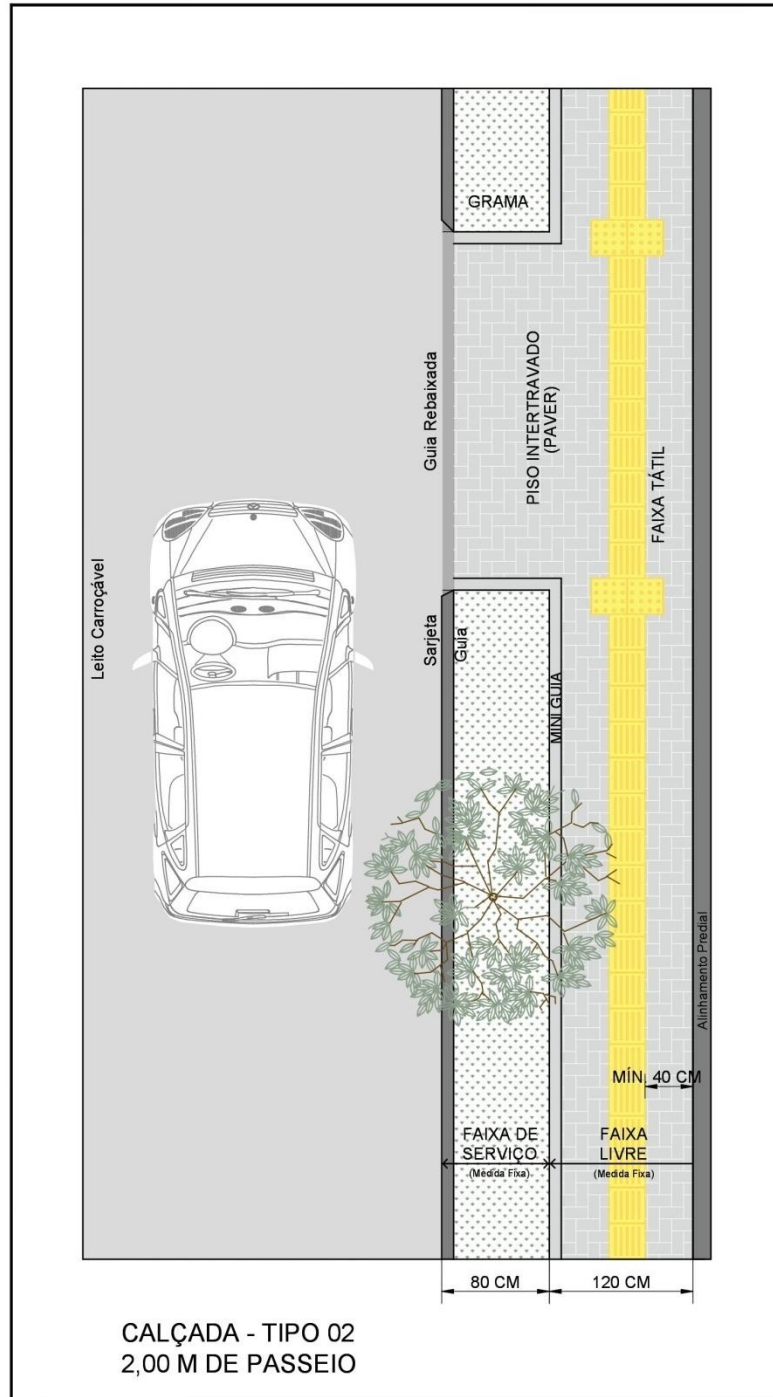 GRAMA
Guia Rebaixada
PISO INTERTRAVADO
(PAVER)
FAIXA TÁTIL
Leito Carroçável
Sarjeta
Guia
MINI GUIA
Alinhamento Predial
MÍN. 40 CM
FAIXA DE
SERVIÇO
(Medida Fixa)
FAIXA
LIVRE
(Medida Fixa)
80 CM
120 CM
CALÇADA - TIPO 02
2,00 M DE PASSEIO